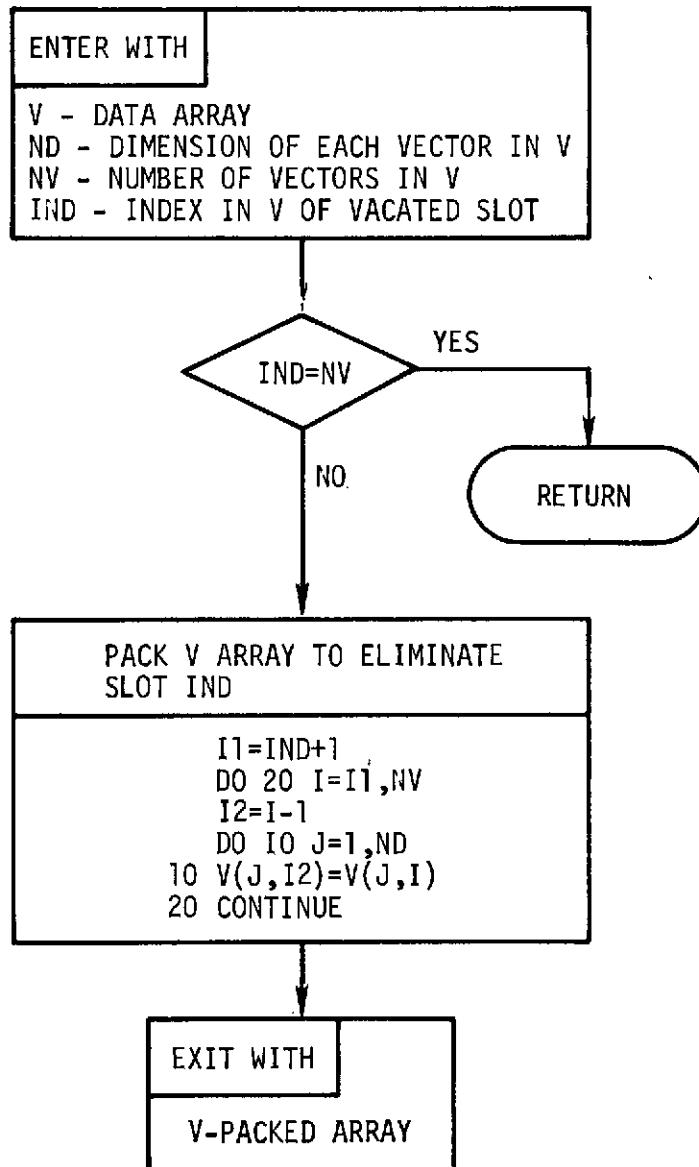 ENTER WITH
V - DATA ARRAY
ND - DIMENSION OF EACH VECTOR IN V
NV - NUMBER OF VECTORS IN V
IND - INDEX IN V OF VACATED SLOT
IND=NV
YES
NO
RETURN
PACK V ARRAY TO ELIMINATE
SLOT IND
I1=IND+1
DO 20 I=I1,NV
I2=I-1
DO IO J=1,ND
10 V(J,I2)=V(J,I)
20 CONTINUE
EXIT WITH
V-PACKED ARRAY